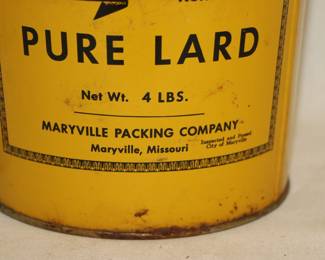 PURE LARD
Net Wt. 4 LBS.
MARYVILLE PACKING COMPANY
Maryville, Missouri
Inspected and Passed
City of Maryville